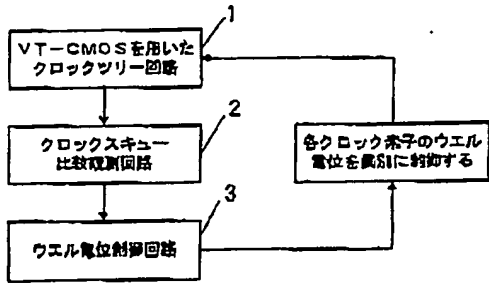 1
VT-CMOSを用いた
クロックツリー回路
2
クロックスキュー
比較観測回路
3
ウエル電位制御回路
各クロック素子のウエル
電位を個別に制御する